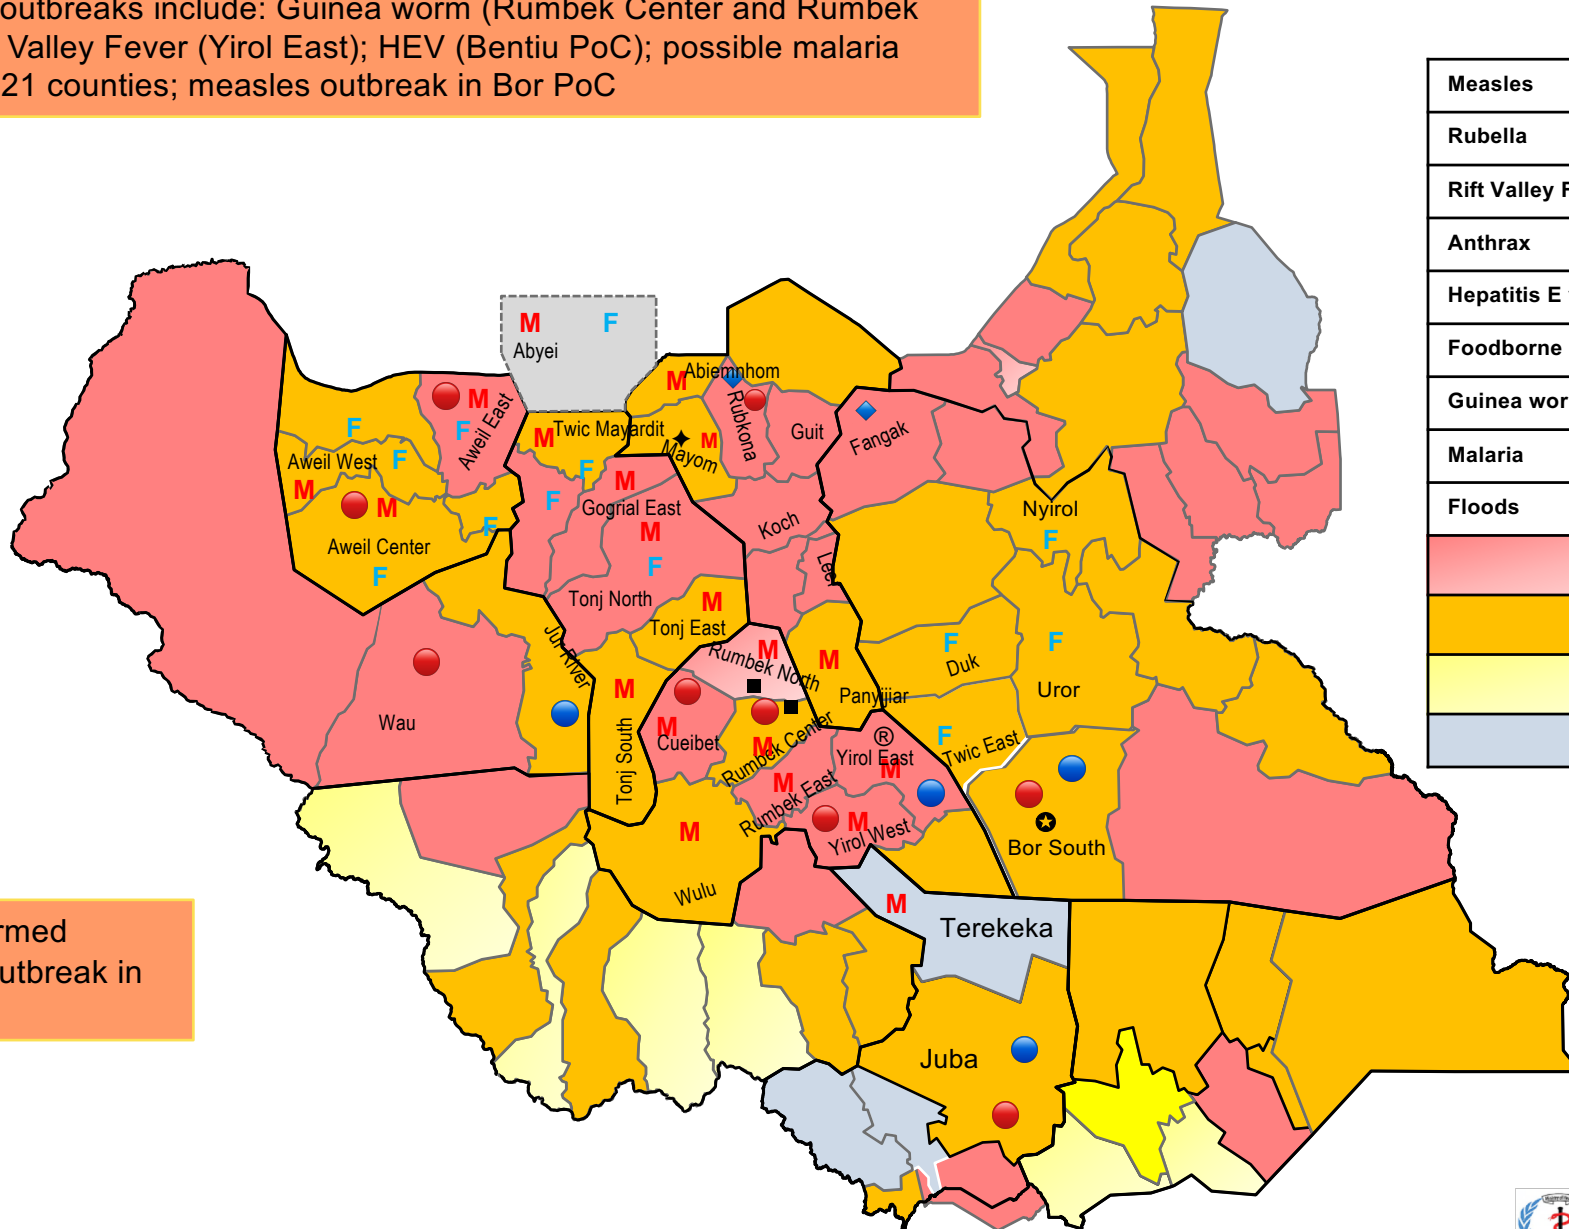 outbreaks include: Guinea worm (Rumbek Center and Rumbek
Valley Fever (Yirol East); HEV (Bentiu PoC); possible malaria
21 counties; measles outbreak in Bor PoC
Measles
Rubella
Rift Valley F
Anthrax
Hepatitis E
Foodborne
Guinea wor
Malaria
Floods
M F
Abyei
Abiemnhom
M
Rubkona
Guit
Fangak
M
Aweil East
F
F
M Twic Mayardit
Mayom
M
Aweil West
F
M
M
F
F
M
Gogrial East
Koch
Nyirol
F
F
Aweil Center
F
M
F
Leer
Tonj North
M
Tonj East
Jur River
M
Rumbek North
M
Panyijiar
F
Duk
F
Uror
Wau
M
Tonj South
M
Cueibet
M
Rumbek Center
®
Yirol East
M
F
Twic East
M
Rumbek East
M
Yirol West
Bor South
M
Wulu
M
Terekeka
Juba
rmed
utbreak in